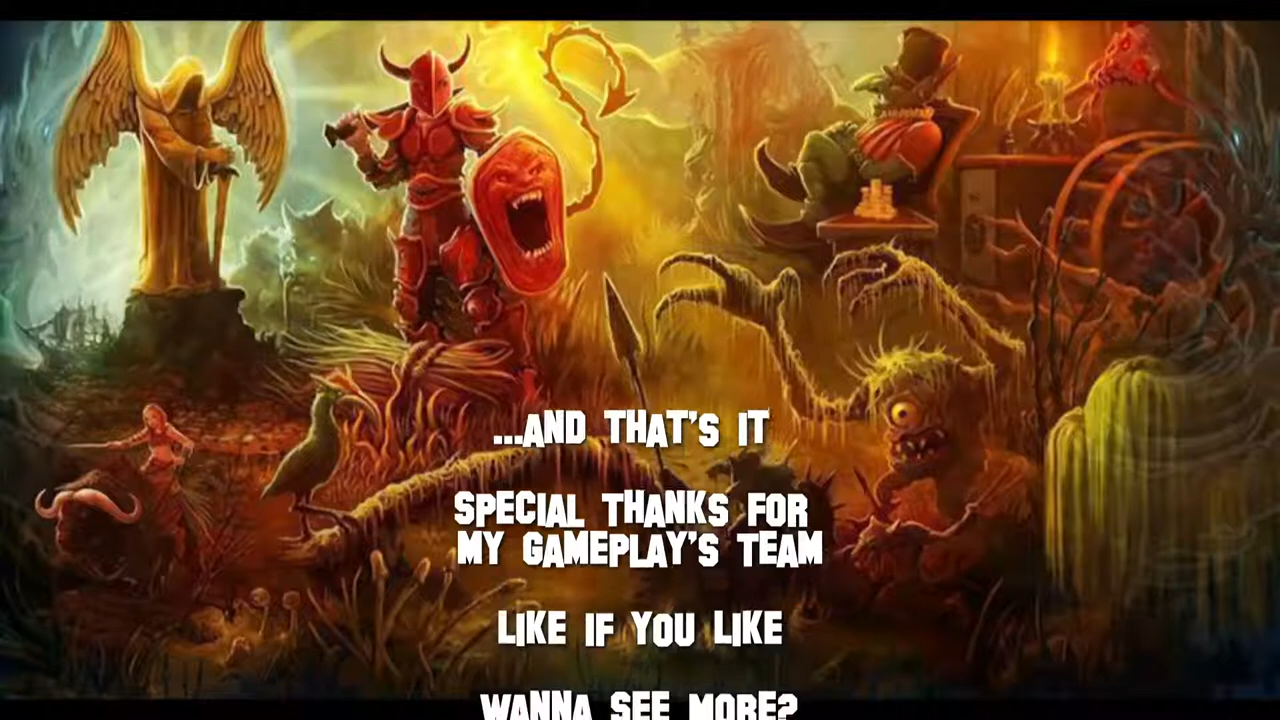 ...AND THAT'S IT
SPECIAL THANKS FOR
MY GAMEPLAY'S TEAM
LIKE IF YOU LIKE
WANNA SEE MORE?